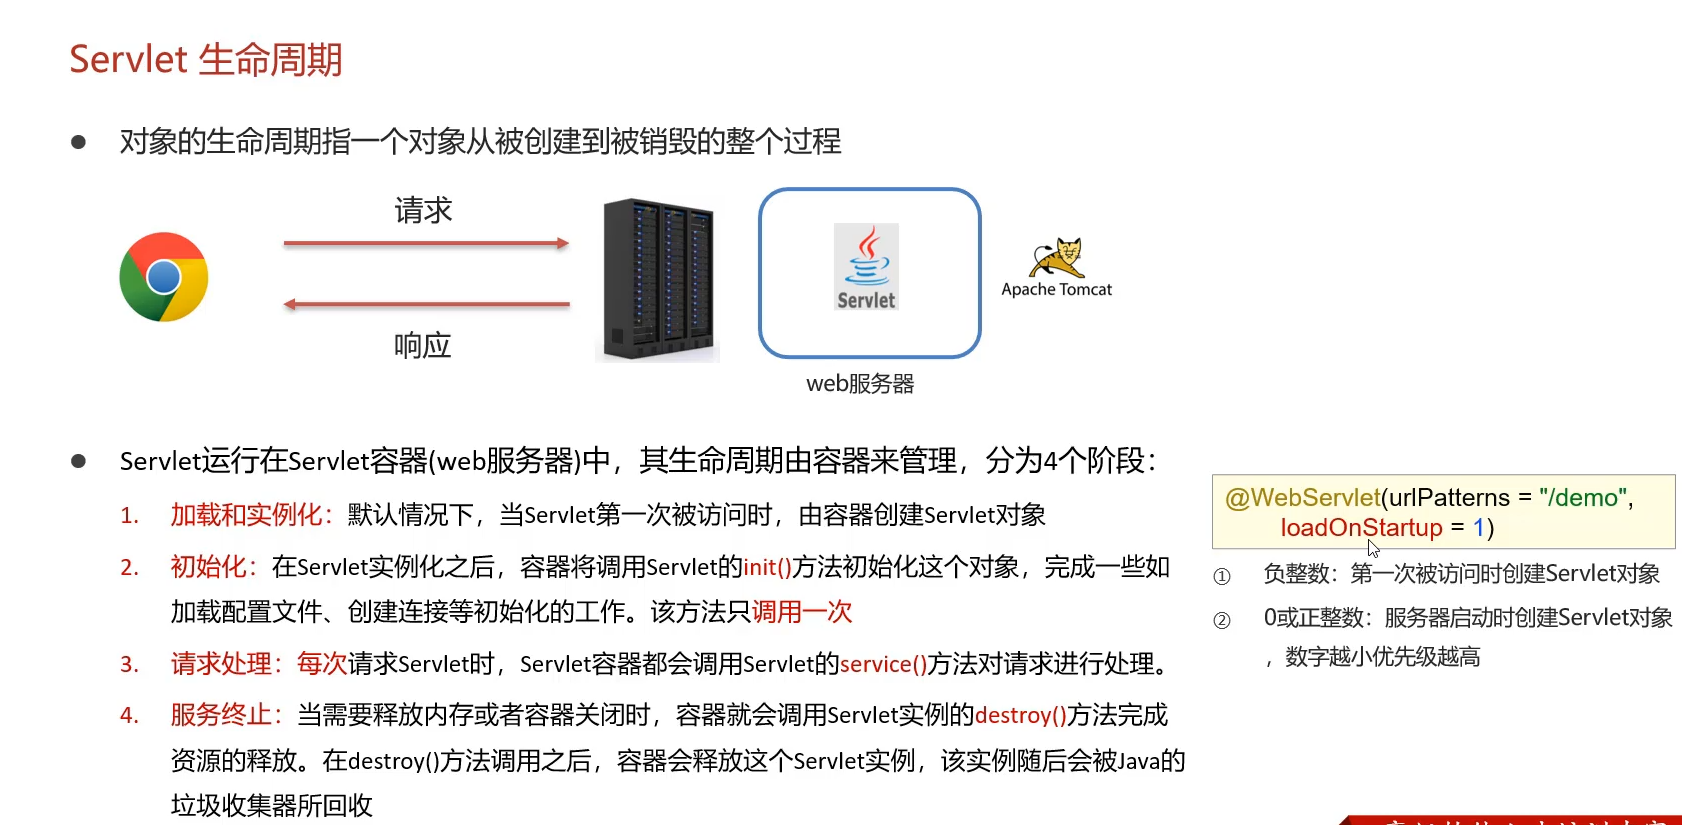 Servlet 生命周期
● 对象的生命周期指一个对象从被创建到被销毁的整个过程
请求
响应
Servlet
Apache Tomcat
web服务器
● Servlet运行在Servlet容器(web服务器)中，其生命周期由容器来管理，分为4个阶段：
1. 加载和实例化：默认情况下，当Servlet第一次被访问时，由容器创建Servlet对象
2. 初始化：在Servlet实例化之后，容器将调用Servlet的init()方法初始化这个对象，完成一些如
加载配置文件、创建连接等初始化的工作。该方法只调用一次
3. 请求处理：每次请求Servlet时，Servlet容器都会调用Servlet的service()方法对请求进行处理。
4. 服务终止：当需要释放内存或者容器关闭时，容器就会调用Servlet实例的destroy()方法完成
资源的释放。在destroy()方法调用之后，容器会释放这个Servlet实例，该实例随后会被Java的
垃圾收集器所回收
@WebServlet(urlPatterns = "/demo",
loadOnStartup = 1)
① 负整数：第一次被访问时创建Servlet对象
② 0或正整数：服务器启动时创建Servlet对象
，数字越小优先级越高